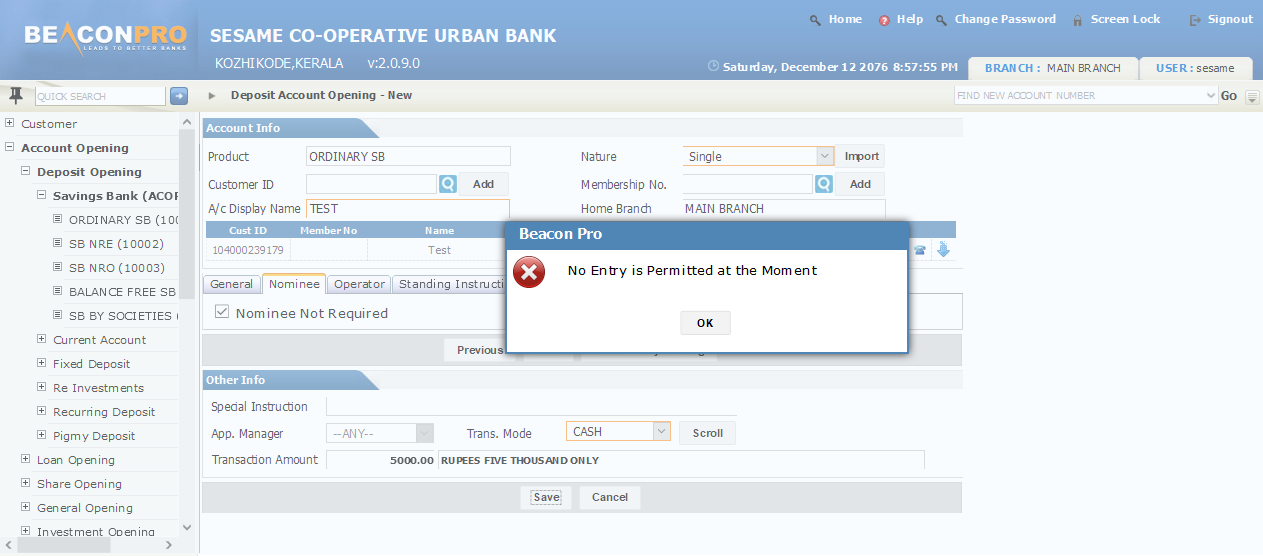 Home Help Change Password Screen Lock Signout
BEACONPRO
LEADS TO BETTER BANKS
SESAME CO-OPERATIVE URBAN BANK
KOZHIKODE,KERALA v:2.0.9.0
Saturday, December 12 2076 8:57:55 PM BRANCH : MAIN BRANCH USER : sesame
QUICK SEARCH Deposit Account Opening - New FIND NEW ACCOUNT NUMBER Go
Customer
Account Opening
Deposit Opening
Savings Bank (ACOP
ORDINARY SB (100
SB NRE (10002)
SB NRO (10003)
BALANCE FREE SB
SB BY SOCIETIES (
Current Account
Fixed Deposit
Re Investments
Recurring Deposit
Pigmy Deposit
Loan Opening
Share Opening
General Opening
Investment Opening
Account Info
Product ORDINARY SB Nature Single Import
Customer ID Add Membership No. Add
A/c Display Name TEST Home Branch MAIN BRANCH
Cust ID Member No Name
104000239179 Test
General Nominee Operator Standing Instructi
Nominee Not Required
Previous
Beacon Pro
No Entry is Permitted at the Moment
OK
Other Info
Special Instruction
App. Manager --ANY-- Trans. Mode CASH Scroll
Transaction Amount 5000.00 RUPEES FIVE THOUSAND ONLY
Save Cancel